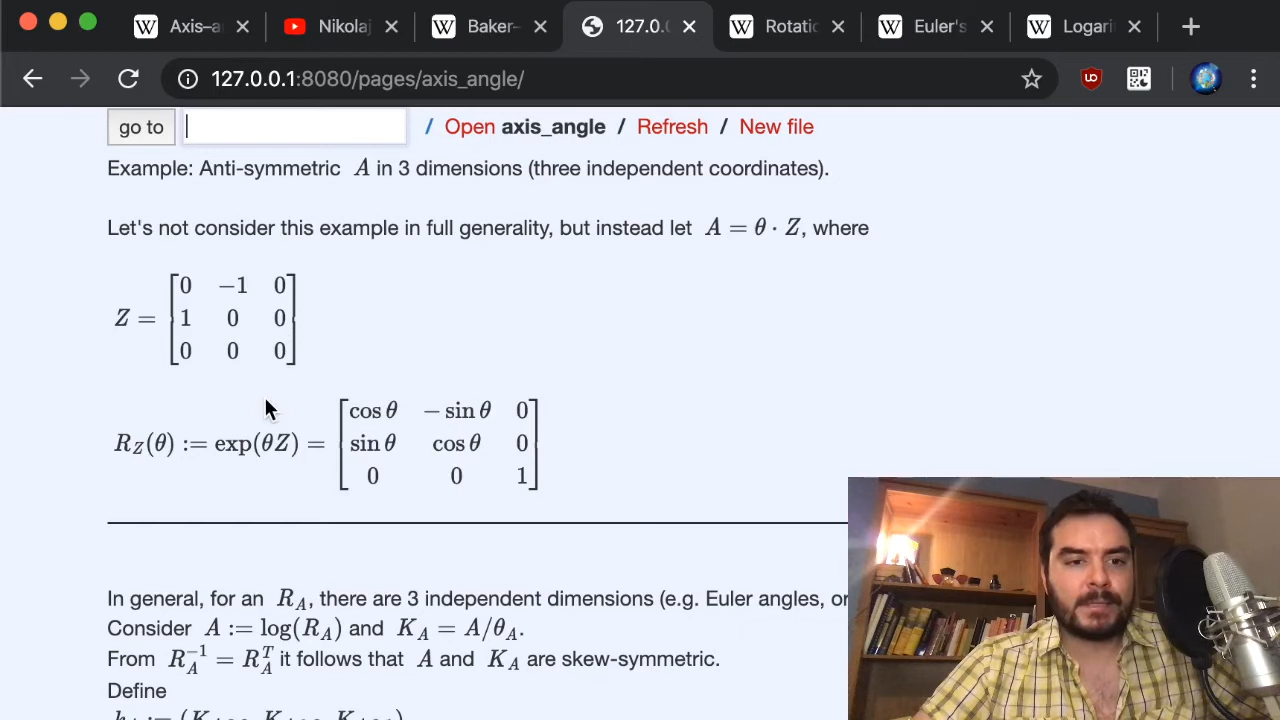 Axis–a
Nikolaj
Baker–
127.0.0
Rotatio
Euler's
Logari
127.0.0.1:8080/pages/axis_angle/
go to / Open axis_angle / Refresh / New file
Example: Anti-symmetric A in 3 dimensions (three independent coordinates).
Let's not consider this example in full generality, but instead let A = θ · Z, where
Z = [0 −1 0
1 0 0
0 0 0]
R_Z(θ) := exp(θZ) = [cos θ − sin θ 0
sin θ cos θ 0
0 0 1]
In general, for an R_A, there are 3 independent dimensions (e.g. Euler angles, or
Consider A := log(R_A) and K_A = A/θ_A.
From R_A^{-1} = R_A^T it follows that A and K_A are skew-symmetric.
Define